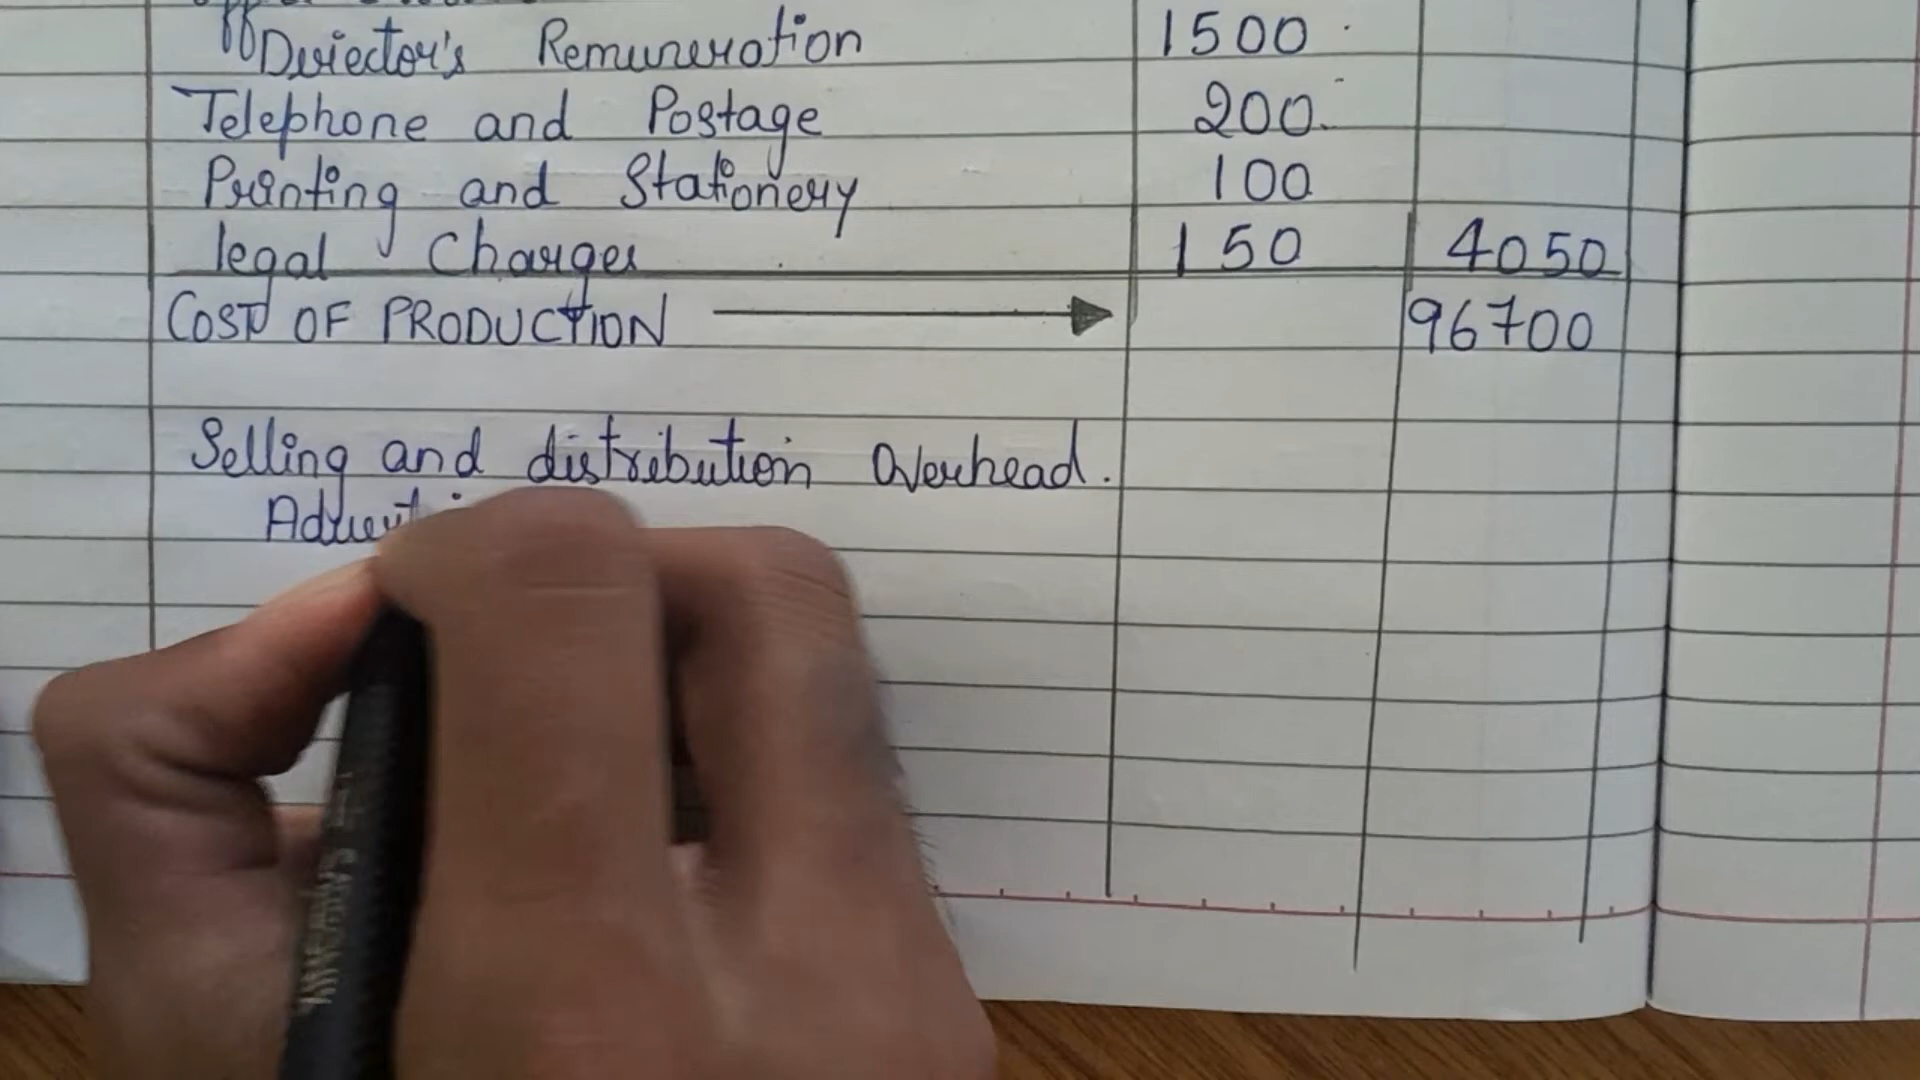 Director's Remuneration 1500
Telephone and Postage 200
Printing and Stationery 100
legal Charges 150 4050
COST OF PRODUCTION 96700
Selling and distribution Overhead.